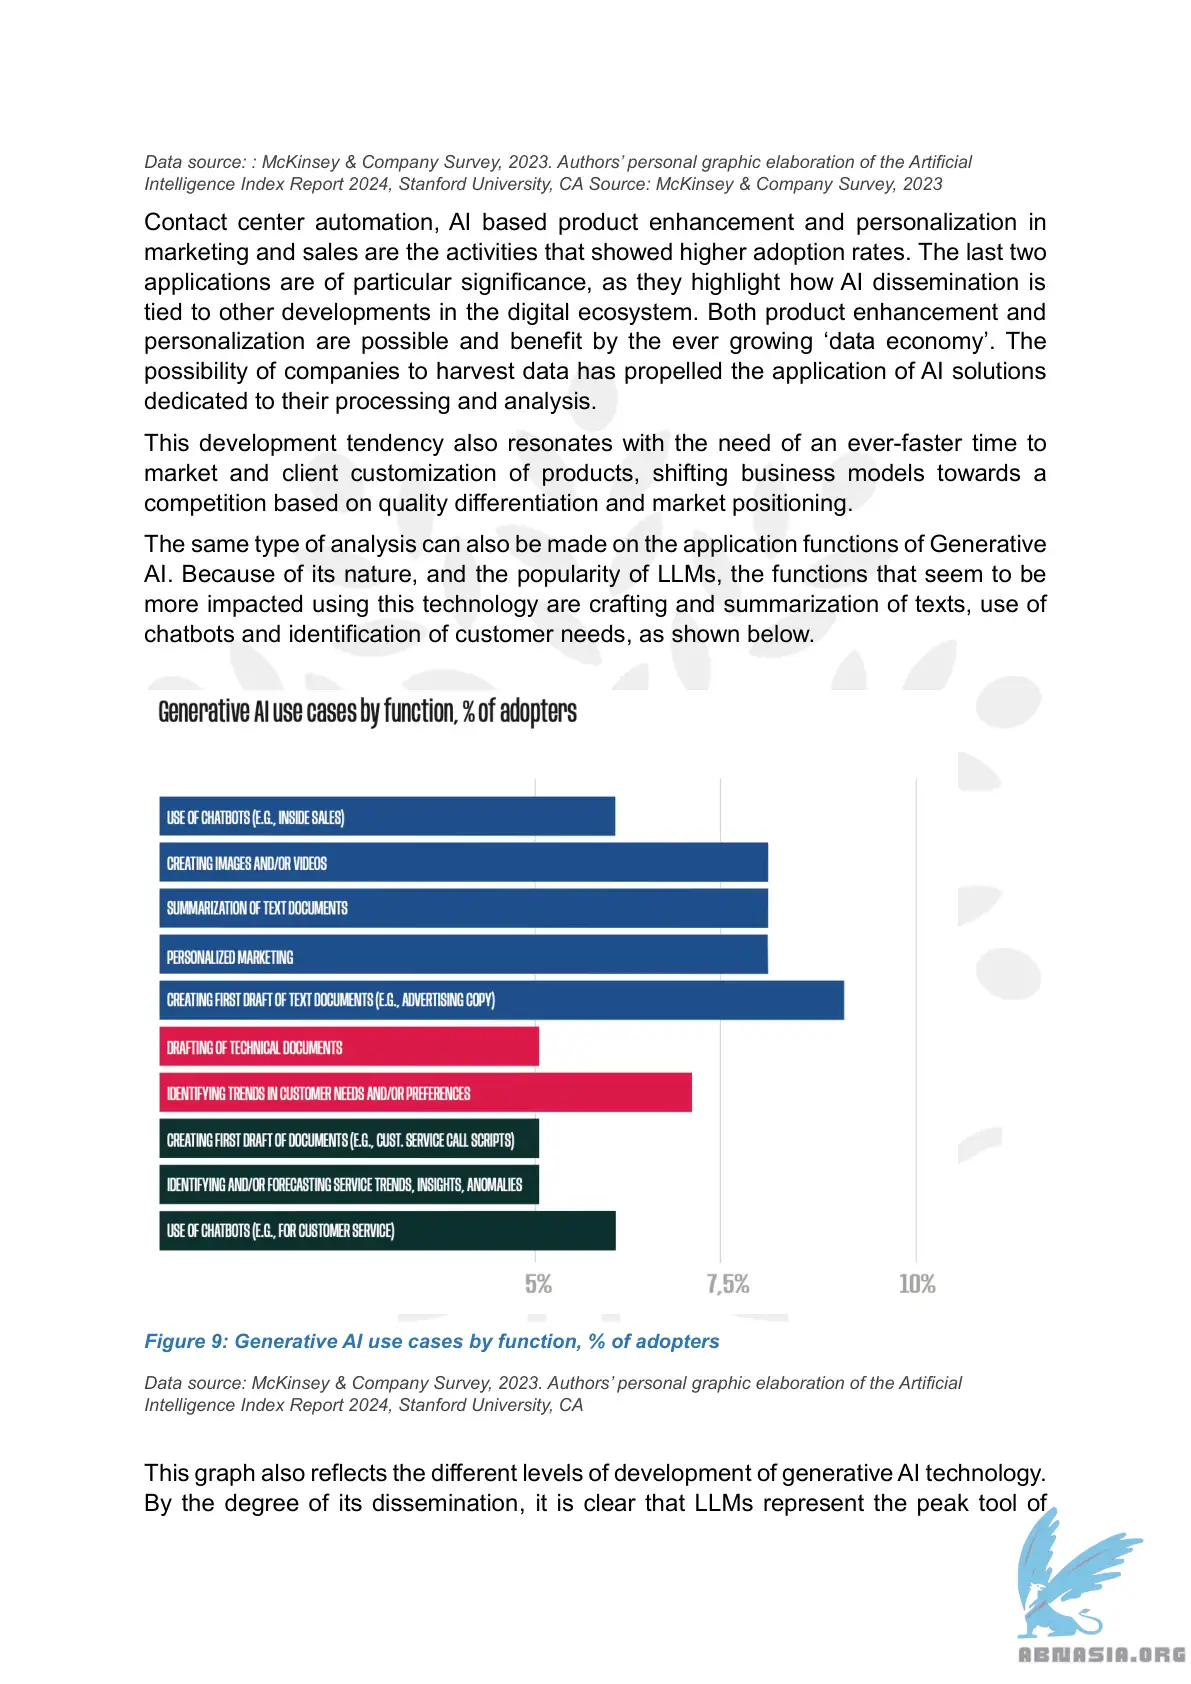 Data source: : McKinsey & Company Survey, 2023. Authors’ personal graphic elaboration of the Artificial
Intelligence Index Report 2024, Stanford University, CA Source: McKinsey & Company Survey, 2023
Contact center automation, AI based product enhancement and personalization in
marketing and sales are the activities that showed higher adoption rates. The last two
applications are of particular significance, as they highlight how AI dissemination is
tied to other developments in the digital ecosystem. Both product enhancement and
personalization are possible and benefit by the ever growing ‘data economy’. The
possibility of companies to harvest data has propelled the application of AI solutions
dedicated to their processing and analysis.
This development tendency also resonates with the need of an ever-faster time to
market and client customization of products, shifting business models towards a
competition based on quality differentiation and market positioning.
The same type of analysis can also be made on the application functions of Generative
AI. Because of its nature, and the popularity of LLMs, the functions that seem to be
more impacted using this technology are crafting and summarization of texts, use of
chatbots and identification of customer needs, as shown below.
Generative AI use cases by function, % of adopters
USE OF CHATBOTS (E.G., INSIDE SALES)
CREATING IMAGES AND/OR VIDEOS
SUMMARIZATION OF TEXT DOCUMENTS
PERSONALIZED MARKETING
CREATING FIRST DRAFT OF TEXT DOCUMENTS (E.G., ADVERTISING COPY)
DRAFTING OF TECHNICAL DOCUMENTS
IDENTIFYING TRENDS IN CUSTOMER NEEDS AND/OR PREFERENCES
CREATING FIRST DRAFT OF DOCUMENTS (E.G., CUST. SERVICE CALL SCRIPTS)
IDENTIFYING AND/OR FORECASTING SERVICE TRENDS, INSIGHTS, ANOMALIES
USE OF CHATBOTS (E.G., FOR CUSTOMER SERVICE)
5% 7,5% 10%
Figure 9: Generative AI use cases by function, % of adopters
Data source: McKinsey & Company Survey, 2023. Authors’ personal graphic elaboration of the Artificial
Intelligence Index Report 2024, Stanford University, CA
This graph also reflects the different levels of development of generative AI technology.
By the degree of its dissemination, it is clear that LLMs represent the peak tool of
ABNASIA.ORG